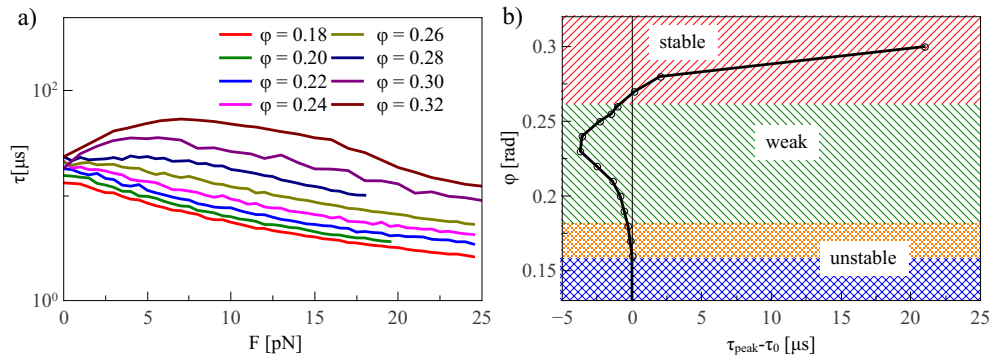 a)
τ[μs]
10²
10⁰
φ = 0.18
φ = 0.20
φ = 0.22
φ = 0.24
φ = 0.26
φ = 0.28
φ = 0.30
φ = 0.32
0 5 10 15 20 25
F [pN]
b)
φ [rad]
0.3
0.25
0.2
0.15
stable
weak
unstable
−5 0 5 10 15 20 25
τpeak-τ0 [μs]